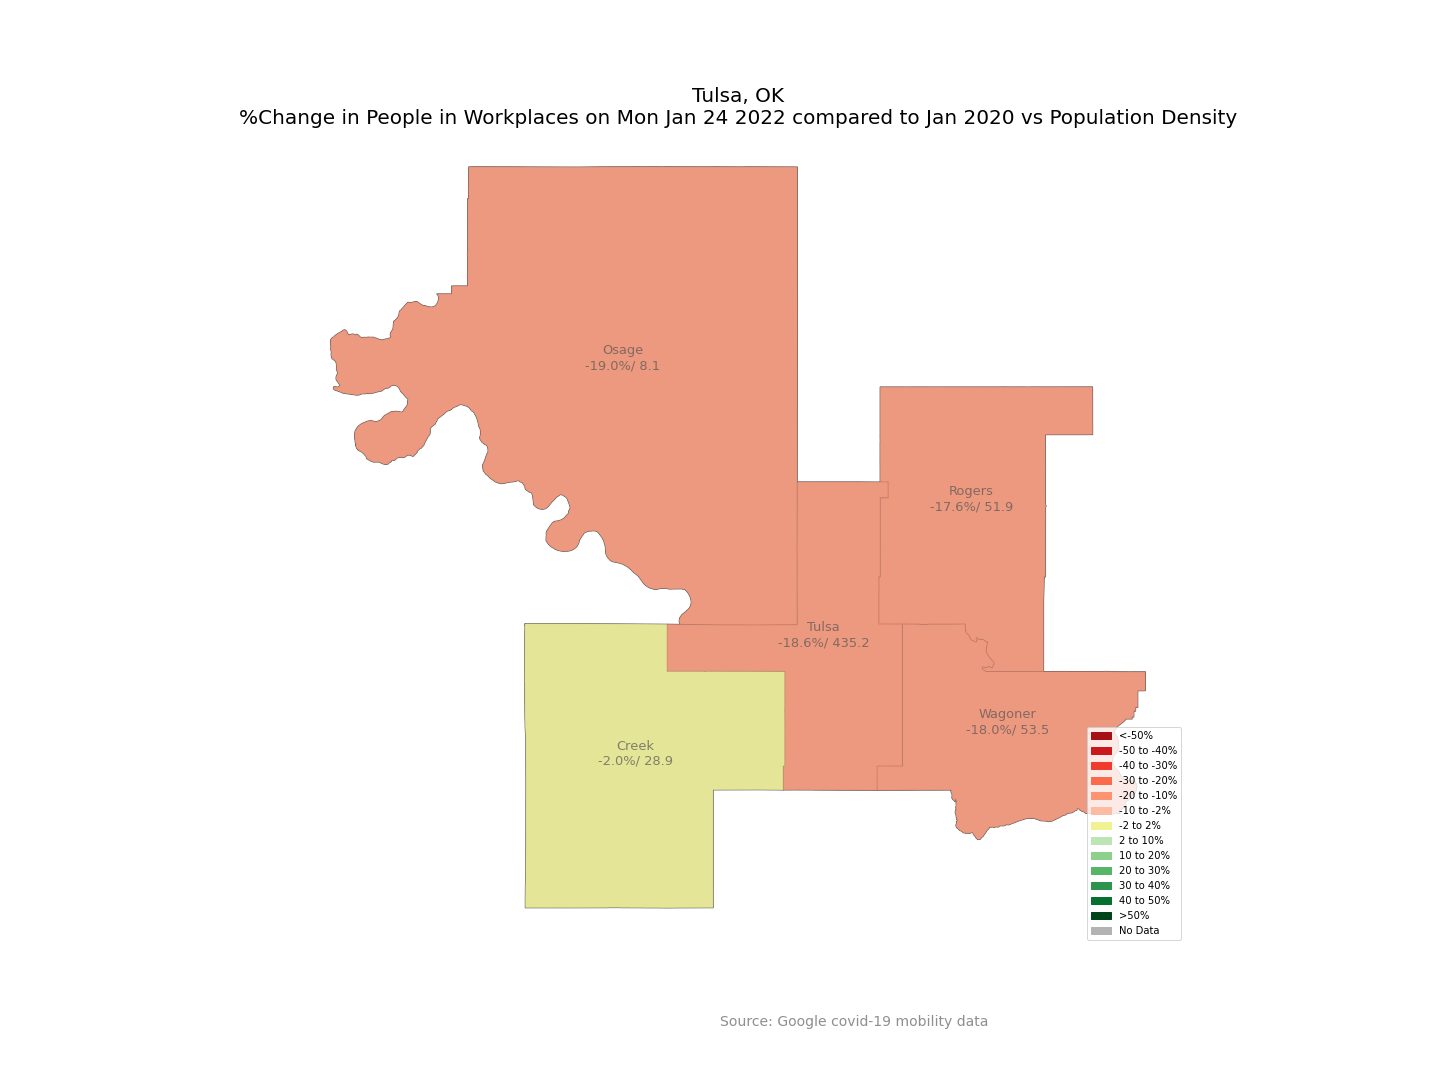 Tulsa, OK
%Change in People in Workplaces on Mon Jan 24 2022 compared to Jan 2020 vs Population Density
Osage
-19.0%/ 8.1
Rogers
-17.6%/ 51.9
Tulsa
-18.6%/ 435.2
Wagoner
-18.0%/ 53.5
Creek
-2.0%/ 28.9
<-50%
-50 to -40%
-40 to -30%
-30 to -20%
-20 to -10%
-10 to -2%
-2 to 2%
2 to 10%
10 to 20%
20 to 30%
30 to 40%
40 to 50%
>50%
No Data
Source: Google covid-19 mobility data